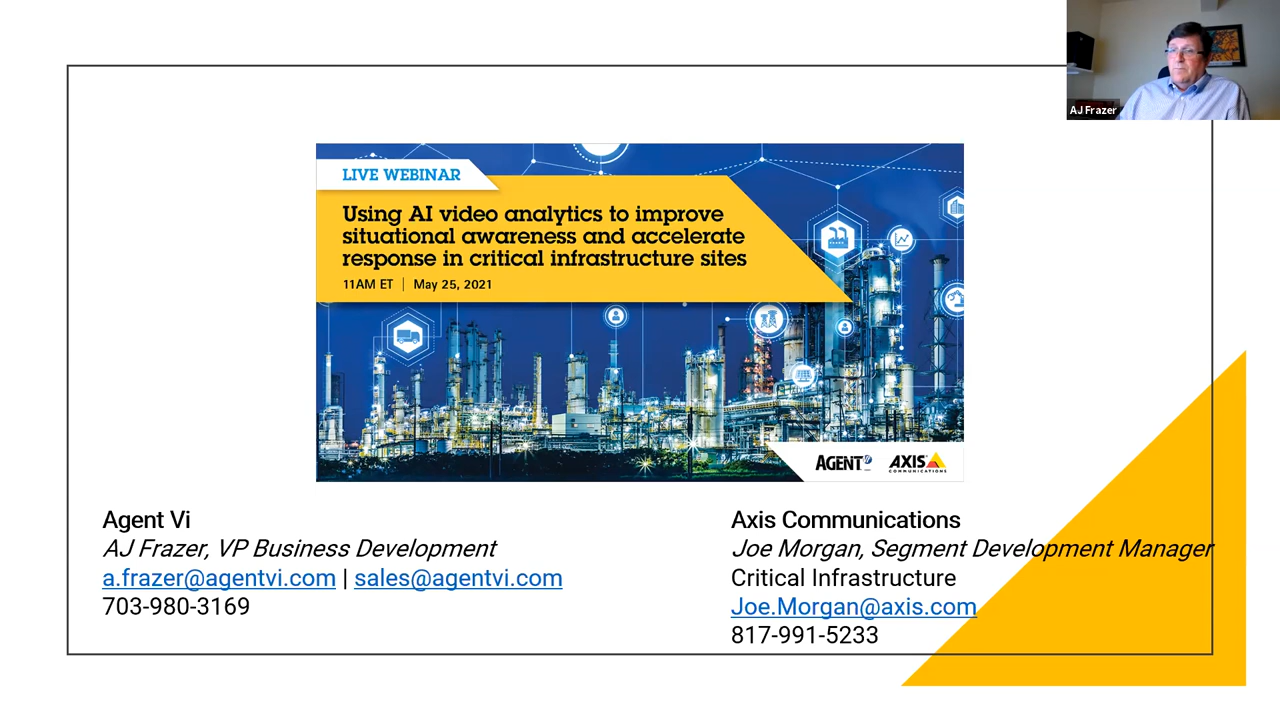 AJ Frazer
LIVE WEBINAR
Using AI video analytics to improve
situational awareness and accelerate
response in critical infrastructure sites
11AM ET | May 25, 2021
AGENT Vi
AXIS
COMMUNICATIONS
Agent Vi
AJ Frazer, VP Business Development
a.frazer@agentvi.com | sales@agentvi.com
703-980-3169
Axis Communications
Joe Morgan, Segment Development Manager
Critical Infrastructure
Joe.Morgan@axis.com
817-991-5233